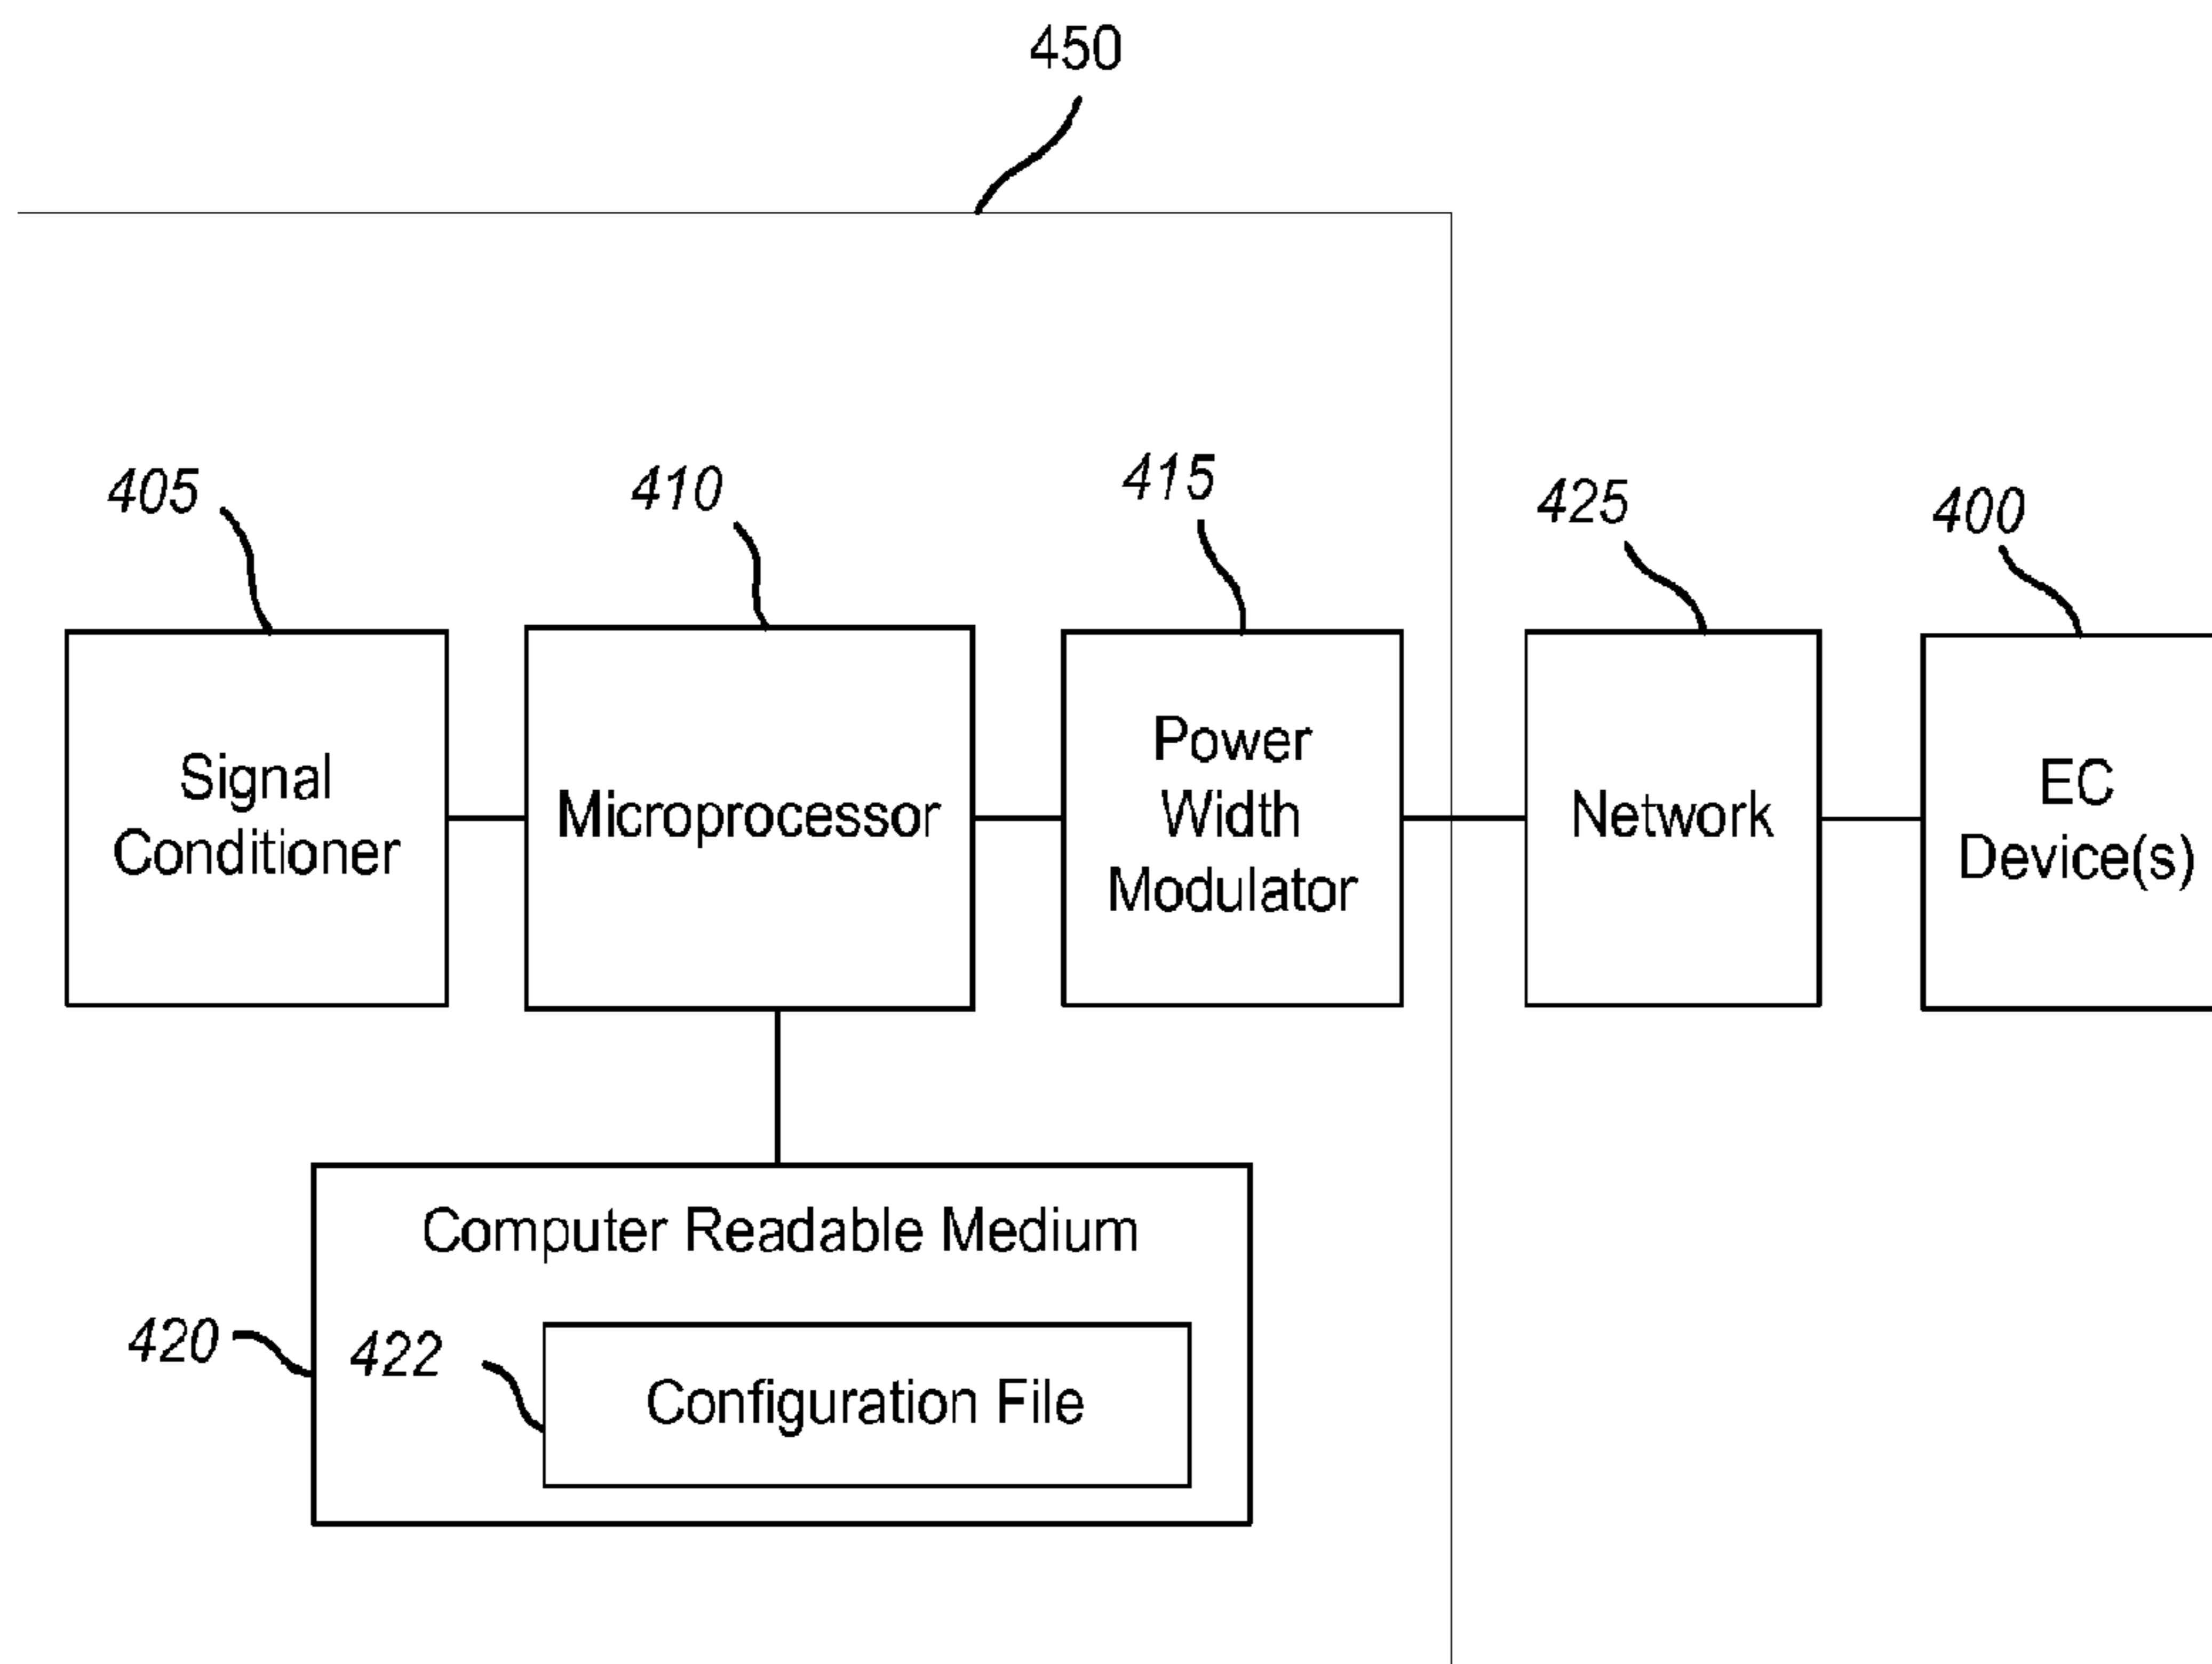 450
405
410
415
425
400
Signal
Conditioner
Microprocessor
Power
Width
Modulator
Network
EC
Device(s)
Computer Readable Medium
420
422
Configuration File